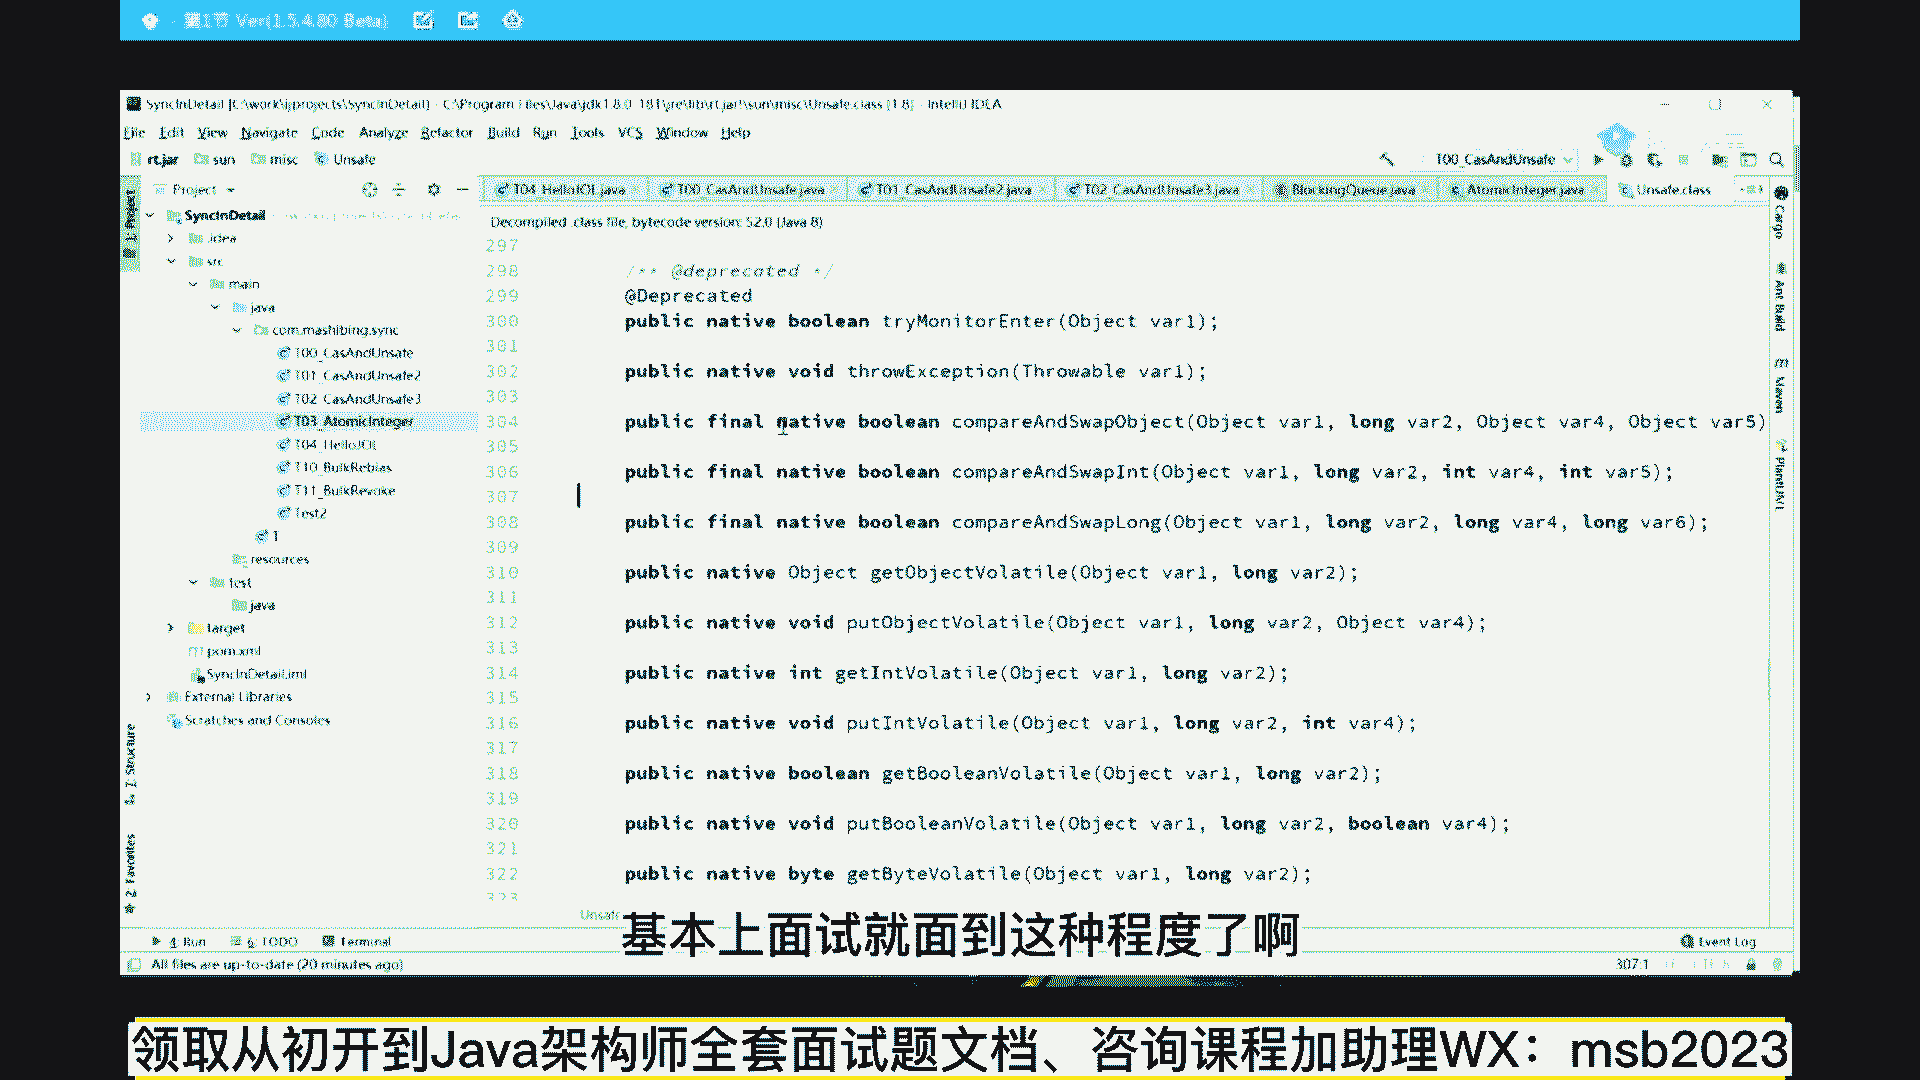 第1节 Ver(1.5.4.80 Beta)
SyncInDetail [C:\work\ijprojects\SyncInDetail] - C:\Program Files\Java\jdk1.8.0_181\jre\lib\rt.jar!\sun\misc\Unsafe.class [1.8] - IntelliJ IDEA
File Edit View Navigate Code Analyze Refactor Build Run Tools VCS Window Help
rt.jar sun misc Unsafe
T00_CasAndUnsafe
1: Project
Project
T04_HelloJOL.java T00_CasAndUnsafe.java T01_CasAndUnsafe2.java T02_CasAndUnsafe3.java BlockingQueue.java AtomicInteger.java Unsafe.class
SyncInDetail
.idea
src
main
java
com.mashibing.sync
T00_CasAndUnsafe
T01_CasAndUnsafe2
T02_CasAndUnsafe3
T03_AtomicInteger
T04_HelloJOL
T10_BulkRebias
T11_BulkRevoke
Test2
1
resources
test
java
target
pom.xml
SyncInDetail.iml
External Libraries
Scratches and Consoles
Decompiled .class file, bytecode version: 52.0 (Java 8)
297
298 /** @deprecated */
299 @Deprecated
300 public native boolean tryMonitorEnter(Object var1);
301
302 public native void throwException(Throwable var1);
303
304 public final native boolean compareAndSwapObject(Object var1, long var2, Object var4, Object var5)
305
306 public final native boolean compareAndSwapInt(Object var1, long var2, int var4, int var5);
307
308 public final native boolean compareAndSwapLong(Object var1, long var2, long var4, long var6);
309
310 public native Object getObjectVolatile(Object var1, long var2);
311
312 public native void putObjectVolatile(Object var1, long var2, Object var4);
313
314 public native int getIntVolatile(Object var1, long var2);
315
316 public native void putIntVolatile(Object var1, long var2, int var4);
317
318 public native boolean getBooleanVolatile(Object var1, long var2);
319
320 public native void putBooleanVolatile(Object var1, long var2, boolean var4);
321
322 public native byte getByteVolatile(Object var1, long var2);
323
Unsafe
Cargo
Ant Build
Maven
PlantUML
7: Structure
2: Favorites
基本上面试就面到这种程度了啊
4: Run 6: TODO Terminal
Event Log
All files are up-to-date (20 minutes ago)
307:1
领取从初开到Java架构师全套面试题文档、咨询课程加助理WX：msb2023